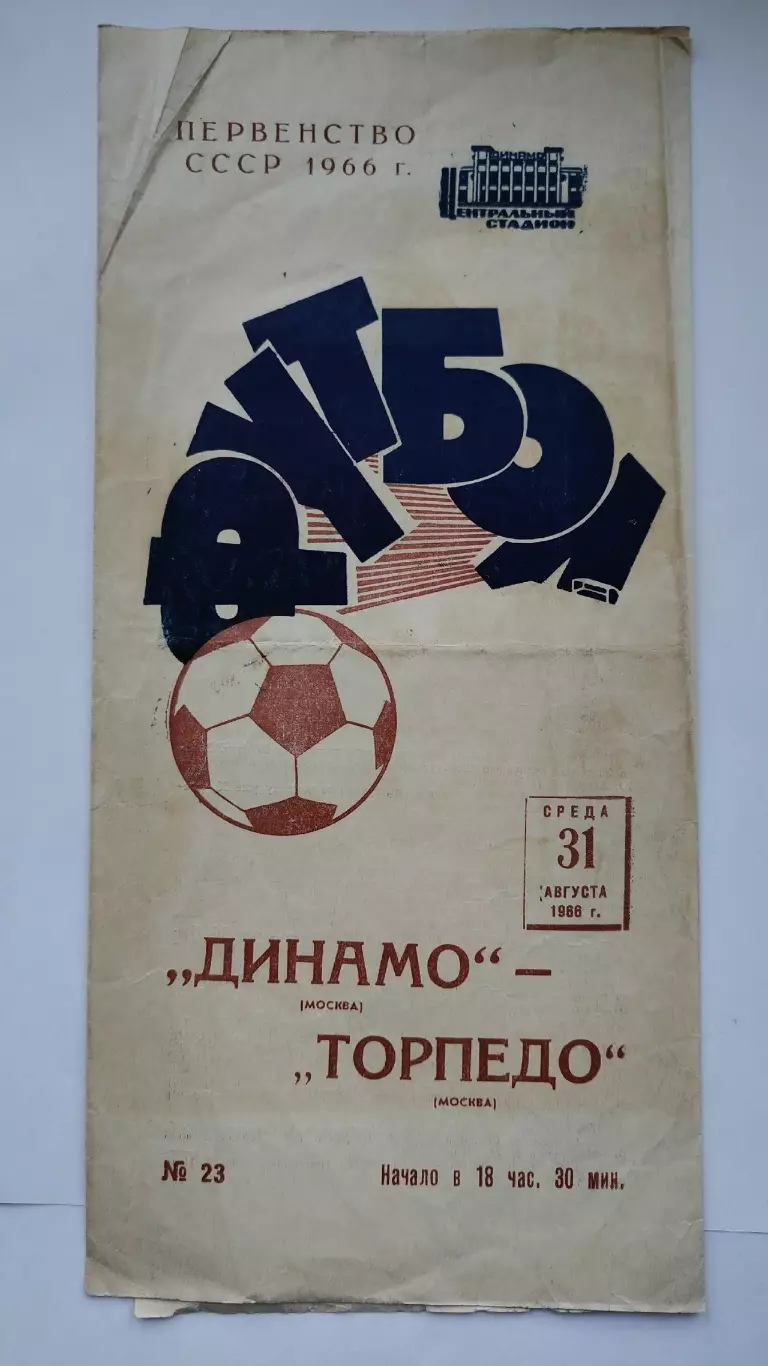 ПЕРВЕНСТВО
СССР 1966 г.
ДИНАМО
ЦЕНТРАЛЬНЫЙ
СТАДИОН
ФУТБОЛ
СРЕДА
31
АВГУСТА
1966 г.
„ДИНАМО“ –
(МОСКВА)
„ТОРПЕДО“
(МОСКВА)
№ 23 Начало в 18 час. 30 мин.